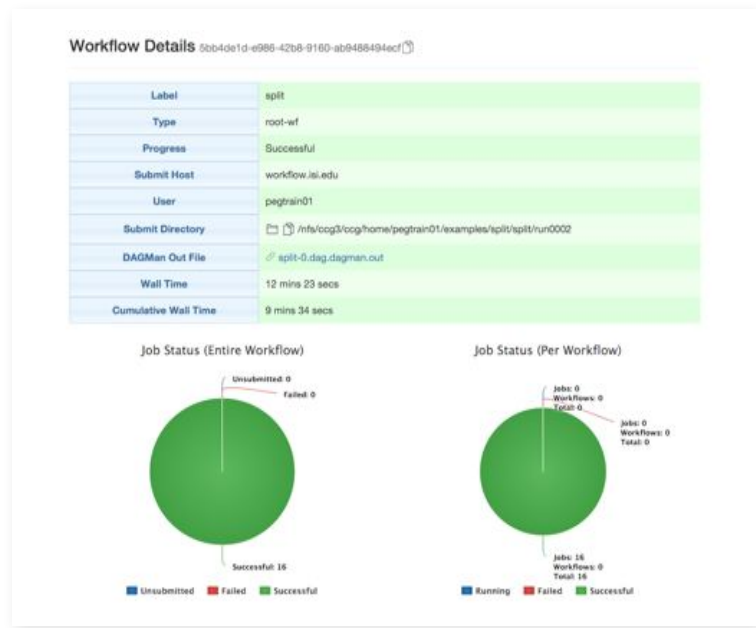 Workflow Details 5bb4de1d-e986-42b8-9160-ab9488494ecf
Label split
Type root-wf
Progress Successful
Submit Host workflow.isi.edu
User pegtrain01
Submit Directory /nfs/ccg3/ccg/home/pegtrain01/examples/split/split/run0002
DAGMan Out File split-0.dag.dagman.out
Wall Time 12 mins 23 secs
Cumulative Wall Time 9 mins 34 secs
Job Status (Entire Workflow)
Unsubmitted: 0
Failed: 0
Successful: 16
Unsubmitted Failed Successful
Job Status (Per Workflow)
Jobs: 0
Workflows: 0
Total: 0
Jobs: 0
Workflows: 0
Total: 0
Jobs: 16
Workflows: 0
Total: 16
Running Failed Successful